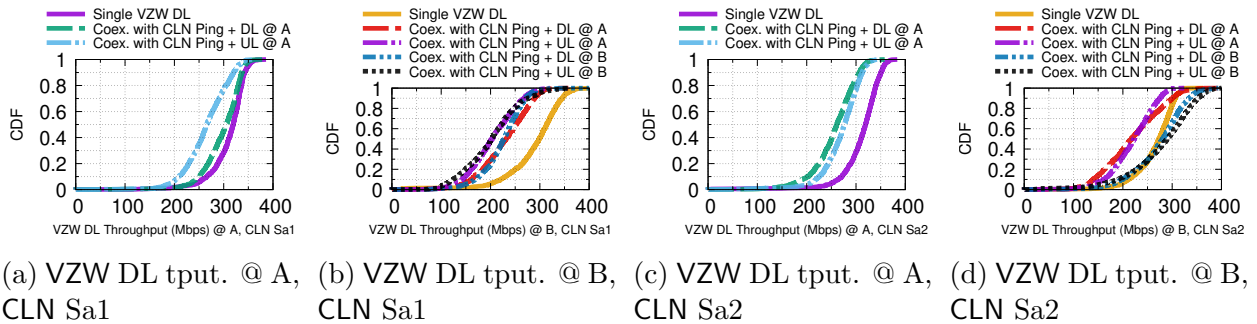 Single VZW DL
Coex. with CLN Ping + DL @ A
Coex. with CLN Ping + UL @ A
CDF
1
0.8
0.6
0.4
0.2
0
0 100 200 300 400
VZW DL Throughput (Mbps) @ A, CLN Sa1
(a) VZW DL tput. @ A,
CLN Sa1
Single VZW DL
Coex. with CLN Ping + DL @ A
Coex. with CLN Ping + UL @ A
Coex. with CLN Ping + DL @ B
Coex. with CLN Ping + UL @ B
CDF
1
0.8
0.6
0.4
0.2
0
0 100 200 300 400
VZW DL Throughput (Mbps) @ B, CLN Sa1
(b) VZW DL tput. @ B,
CLN Sa1
Single VZW DL
Coex. with CLN Ping + DL @ A
Coex. with CLN Ping + UL @ A
CDF
1
0.8
0.6
0.4
0.2
0
0 100 200 300 400
VZW DL Throughput (Mbps) @ A, CLN Sa2
(c) VZW DL tput. @ A,
CLN Sa2
Single VZW DL
Coex. with CLN Ping + DL @ A
Coex. with CLN Ping + UL @ A
Coex. with CLN Ping + DL @ B
Coex. with CLN Ping + UL @ B
CDF
1
0.8
0.6
0.4
0.2
0
0 100 200 300 400
VZW DL Throughput (Mbps) @ B, CLN Sa2
(d) VZW DL tput. @ B,
CLN Sa2